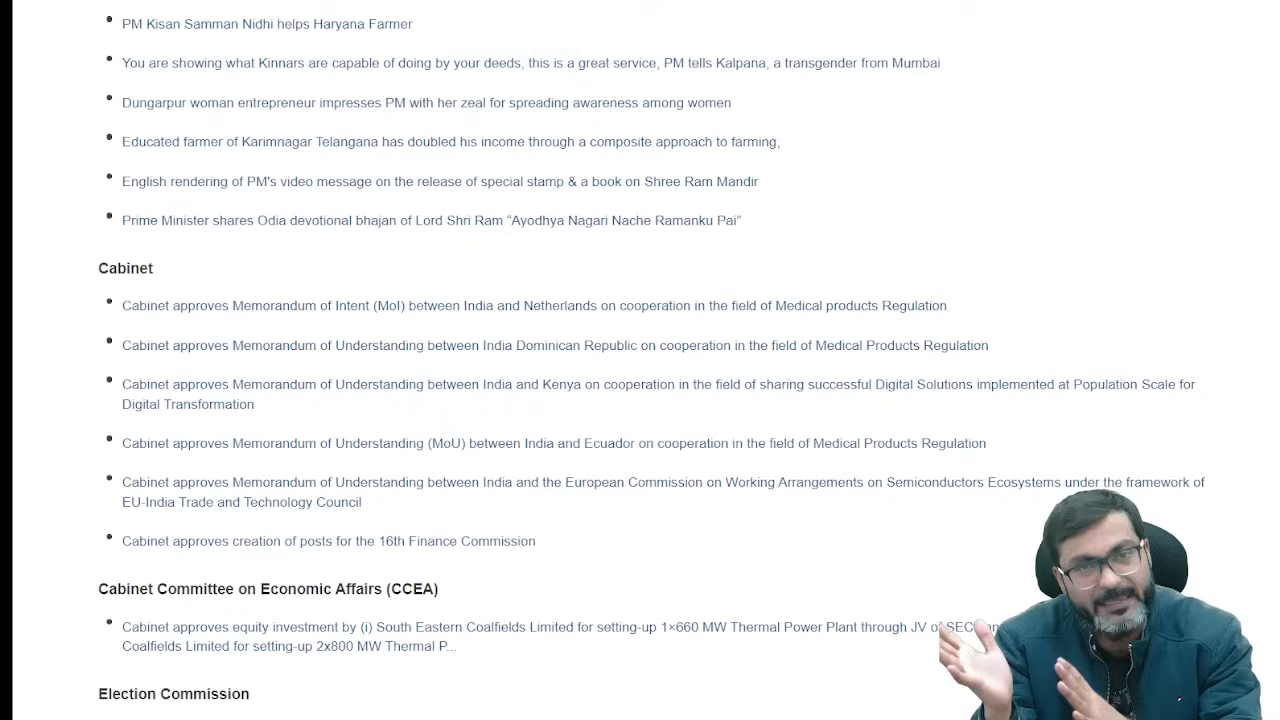 PM Kisan Samman Nidhi helps Haryana Farmer
You are showing what Kinnars are capable of doing by your deeds, this is a great service, PM tells Kalpana, a transgender from Mumbai
Dungarpur woman entrepreneur impresses PM with her zeal for spreading awareness among women
Educated farmer of Karimnagar Telangana has doubled his income through a composite approach to farming,
English rendering of PM's video message on the release of special stamp & a book on Shree Ram Mandir
Prime Minister shares Odia devotional bhajan of Lord Shri Ram “Ayodhya Nagari Nache Ramanku Pai”
Cabinet
Cabinet approves Memorandum of Intent (MoI) between India and Netherlands on cooperation in the field of Medical products Regulation
Cabinet approves Memorandum of Understanding between India Dominican Republic on cooperation in the field of Medical Products Regulation
Cabinet approves Memorandum of Understanding between India and Kenya on cooperation in the field of sharing successful Digital Solutions implemented at Population Scale for
Digital Transformation
Cabinet approves Memorandum of Understanding (MoU) between India and Ecuador on cooperation in the field of Medical Products Regulation
Cabinet approves Memorandum of Understanding between India and the European Commission on Working Arrangements on Semiconductors Ecosystems under the framework of
EU-India Trade and Technology Council
Cabinet approves creation of posts for the 16th Finance Commission
Cabinet Committee on Economic Affairs (CCEA)
Cabinet approves equity investment by (i) South Eastern Coalfields Limited for setting-up 1×660 MW Thermal Power Plant through JV of
Coalfields Limited for setting-up 2x800 MW Thermal P...
Election Commission